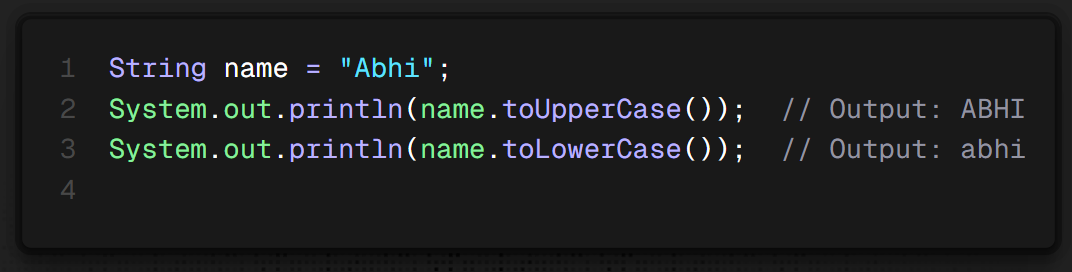 1 String name = "Abhi";
2 System.out.println(name.toUpperCase());  // Output: ABHI
3 System.out.println(name.toLowerCase());  // Output: abhi
4